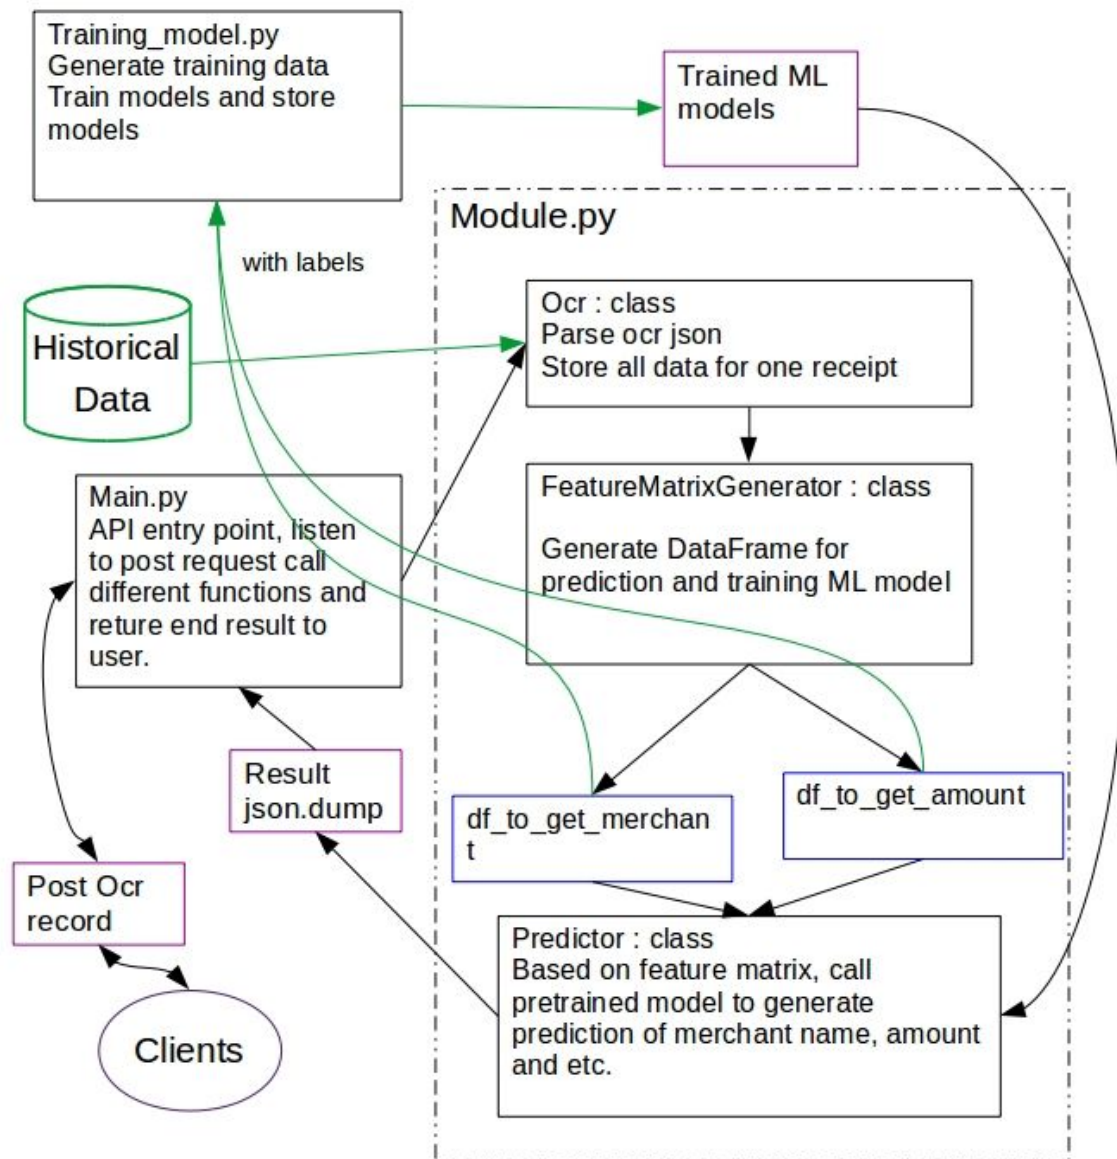 Training_model.py
Generate training data
Train models and store
models
Trained ML
models
Module.py
with labels
Historical
Data
Ocr : class
Parse ocr json
Store all data for one receipt
Main.py
API entry point, listen
to post request call
different functions and
reture end result to
user.
FeatureMatrixGenerator : class
Generate DataFrame for
prediction and training ML model
Result
json.dump
df_to_get_merchan
t
df_to_get_amount
Post Ocr
record
Predictor : class
Based on feature matrix, call
pretrained model to generate
prediction of merchant name, amount
and etc.
Clients